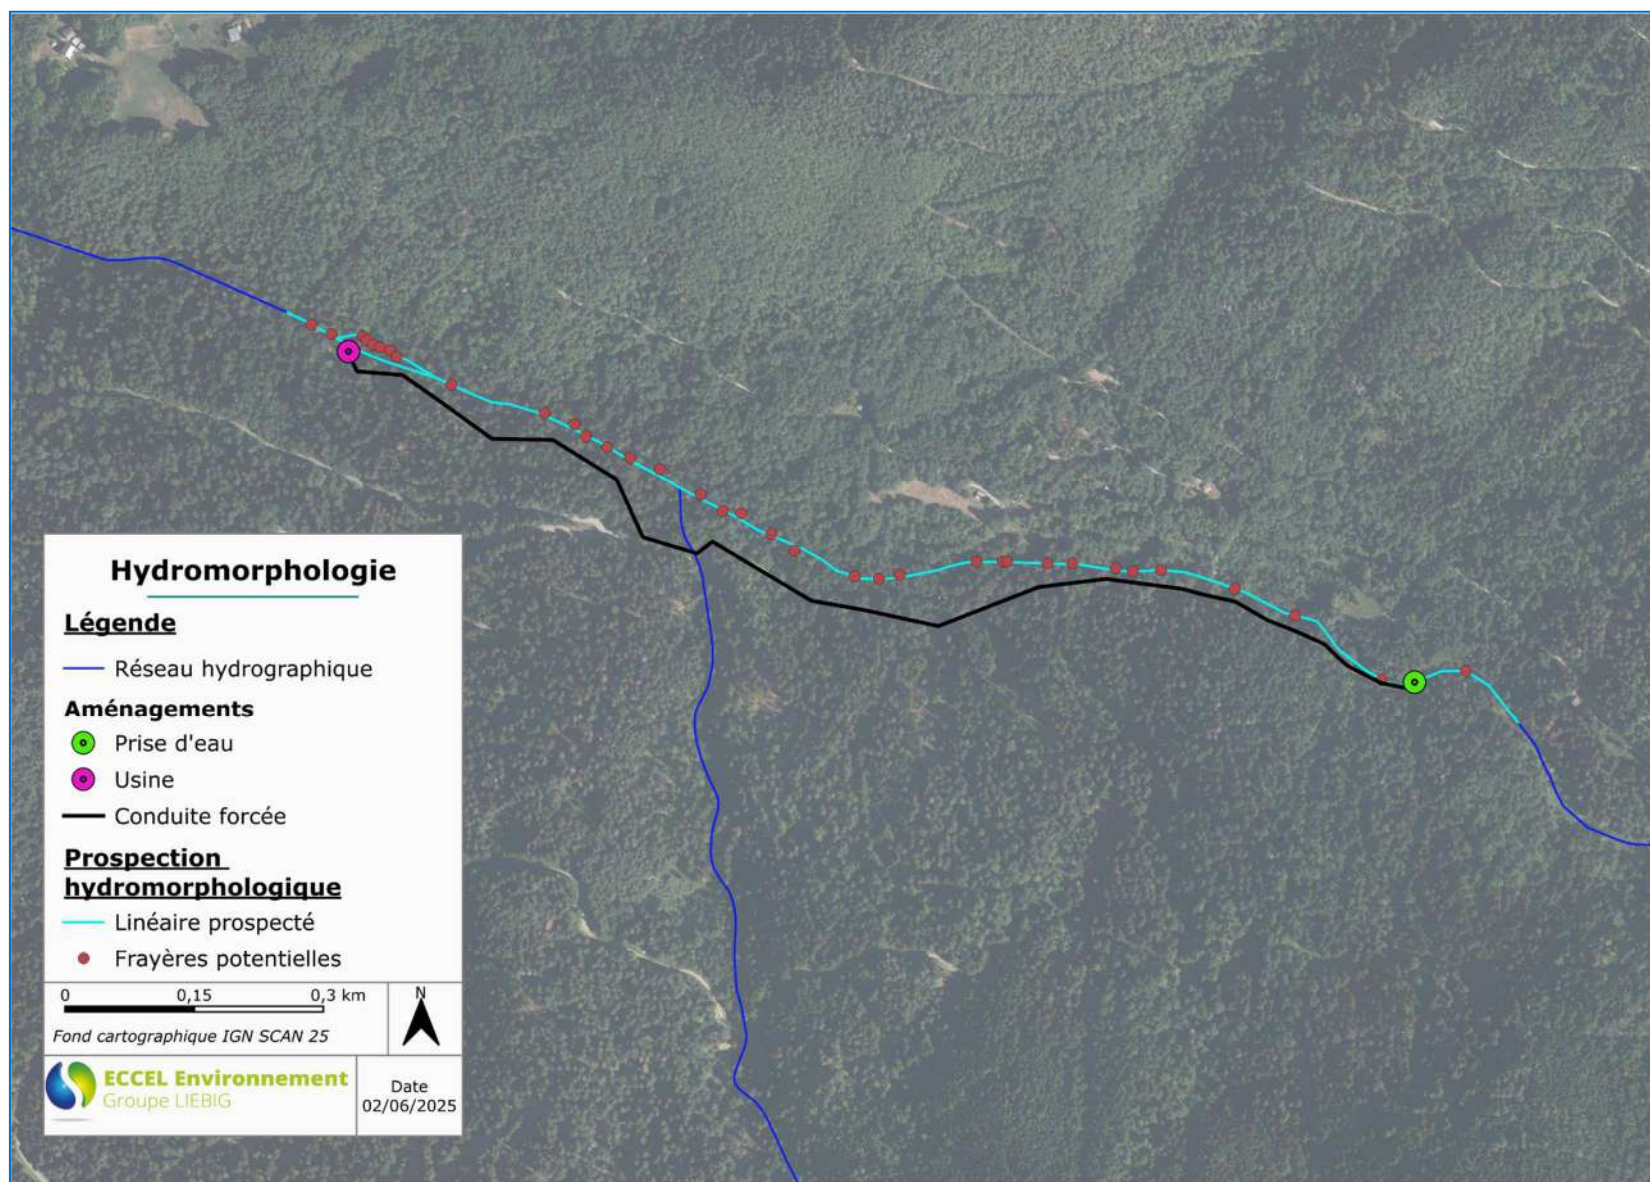 Hydromorphologie
Légende
Réseau hydrographique
Aménagements
Prise d'eau
Usine
Conduite forcée
Prospection
hydromorphologique
Linéaire prospecté
Frayères potentielles
0 0,15 0,3 km
N
Fond cartographique IGN SCAN 25
ECCEL Environnement
Groupe LIEBIG
Date
02/06/2025